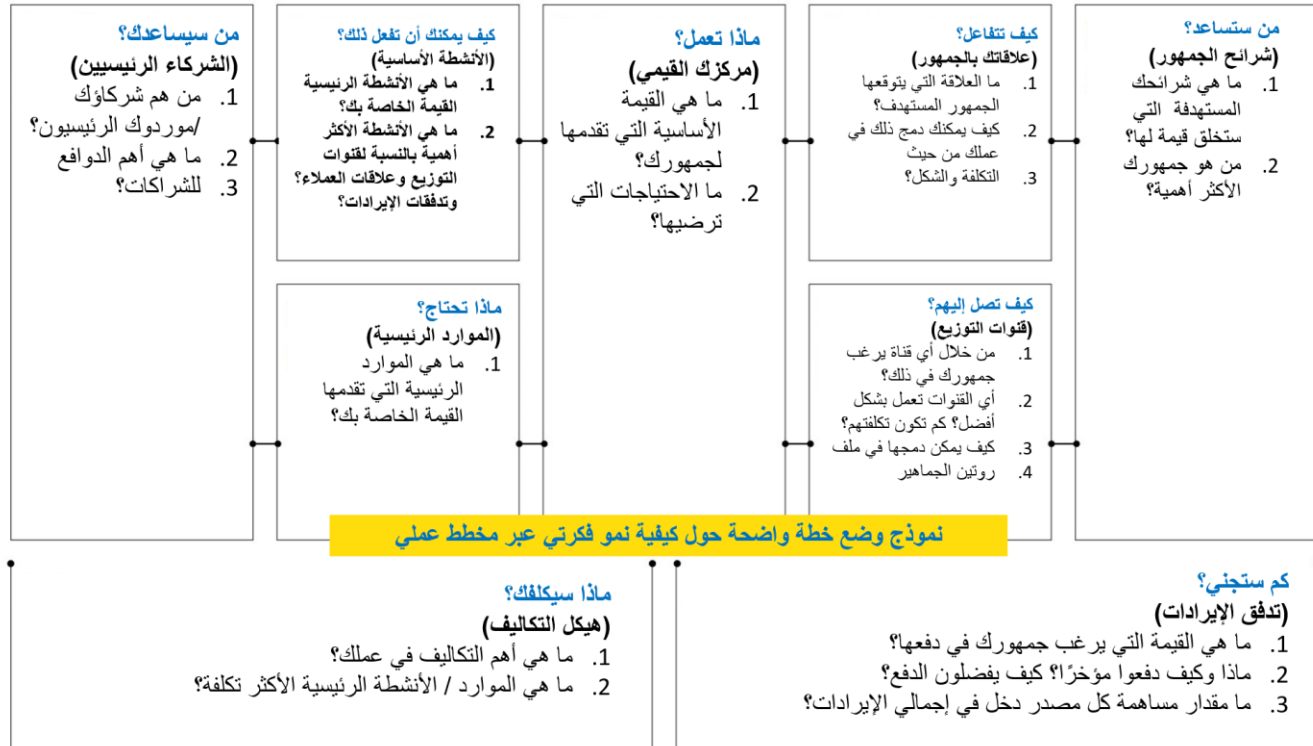 من ستساعد؟
(شرائح الجمهور)
1. ما هي شرائحك
المستهدفة التي
ستخلق قيمة لها؟
2. من هو جمهورك
الأكثر أهمية؟
كيف تتفاعل؟
(علاقاتك بالجمهور)
1. ما العلاقة التي يتوقعها
الجمهور المستهدف؟
2. كيف يمكنك دمج ذلك في
عملك من حيث
3. التكلفة والشكل؟
كيف تصل إليهم؟
(قنوات التوزيع)
1. من خلال أي قناة يرغب
جمهورك في ذلك؟
2. أي القنوات تعمل بشكل
أفضل؟ كم تكون تكلفتهم؟
3. كيف يمكن دمجها في ملف
4. روتين الجماهير
ماذا تعمل؟
(مركزك القيمي)
1. ما هي القيمة
الأساسية التي تقدمها
لجمهورك؟
2. ما الاحتياجات التي
ترضيها؟
كيف يمكنك أن تفعل ذلك؟
(الأنشطة الأساسية)
1. ما هي الأنشطة الرئيسية
القيمة الخاصة بك؟
2. ما هي الأنشطة الأكثر
أهمية بالنسبة لقنوات
التوزيع وعلاقات العملاء؟
وتدفقات الإيرادات؟
ماذا تحتاج؟
(الموارد الرئيسية)
1. ما هي الموارد
الرئيسية التي تقدمها
القيمة الخاصة بك؟
من سيساعدك؟
(الشركاء الرئيسيين)
1. من هم شركاؤك
/موردوك الرئيسيون؟
2. ما هي أهم الدوافع
3. للشراكات؟
نموذج وضع خطة واضحة حول كيفية نمو فكرتي عبر مخطط عملي
كم ستجني؟
(تدفق الإيرادات)
1. ما هي القيمة التي يرغب جمهورك في دفعها؟
2. ماذا وكيف دفعوا مؤخرًا؟ كيف يفضلون الدفع؟
3. ما مقدار مساهمة كل مصدر دخل في إجمالي الإيرادات؟
ماذا سيكلفك؟
(هيكل التكاليف)
1. ما هي أهم التكاليف في عملك؟
2. ما هي الموارد / الأنشطة الرئيسية الأكثر تكلفة؟